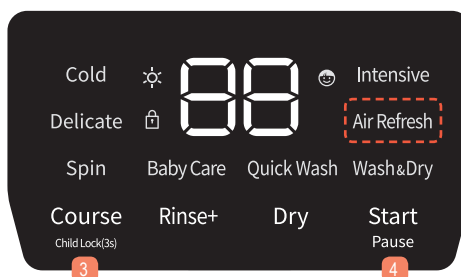 Cold 88 Intensive
Delicate Air Refresh
Spin Baby Care Quick Wash Wash&Dry
Course Rinse+ Dry Start
Child Lock(3s) Pause
3 4